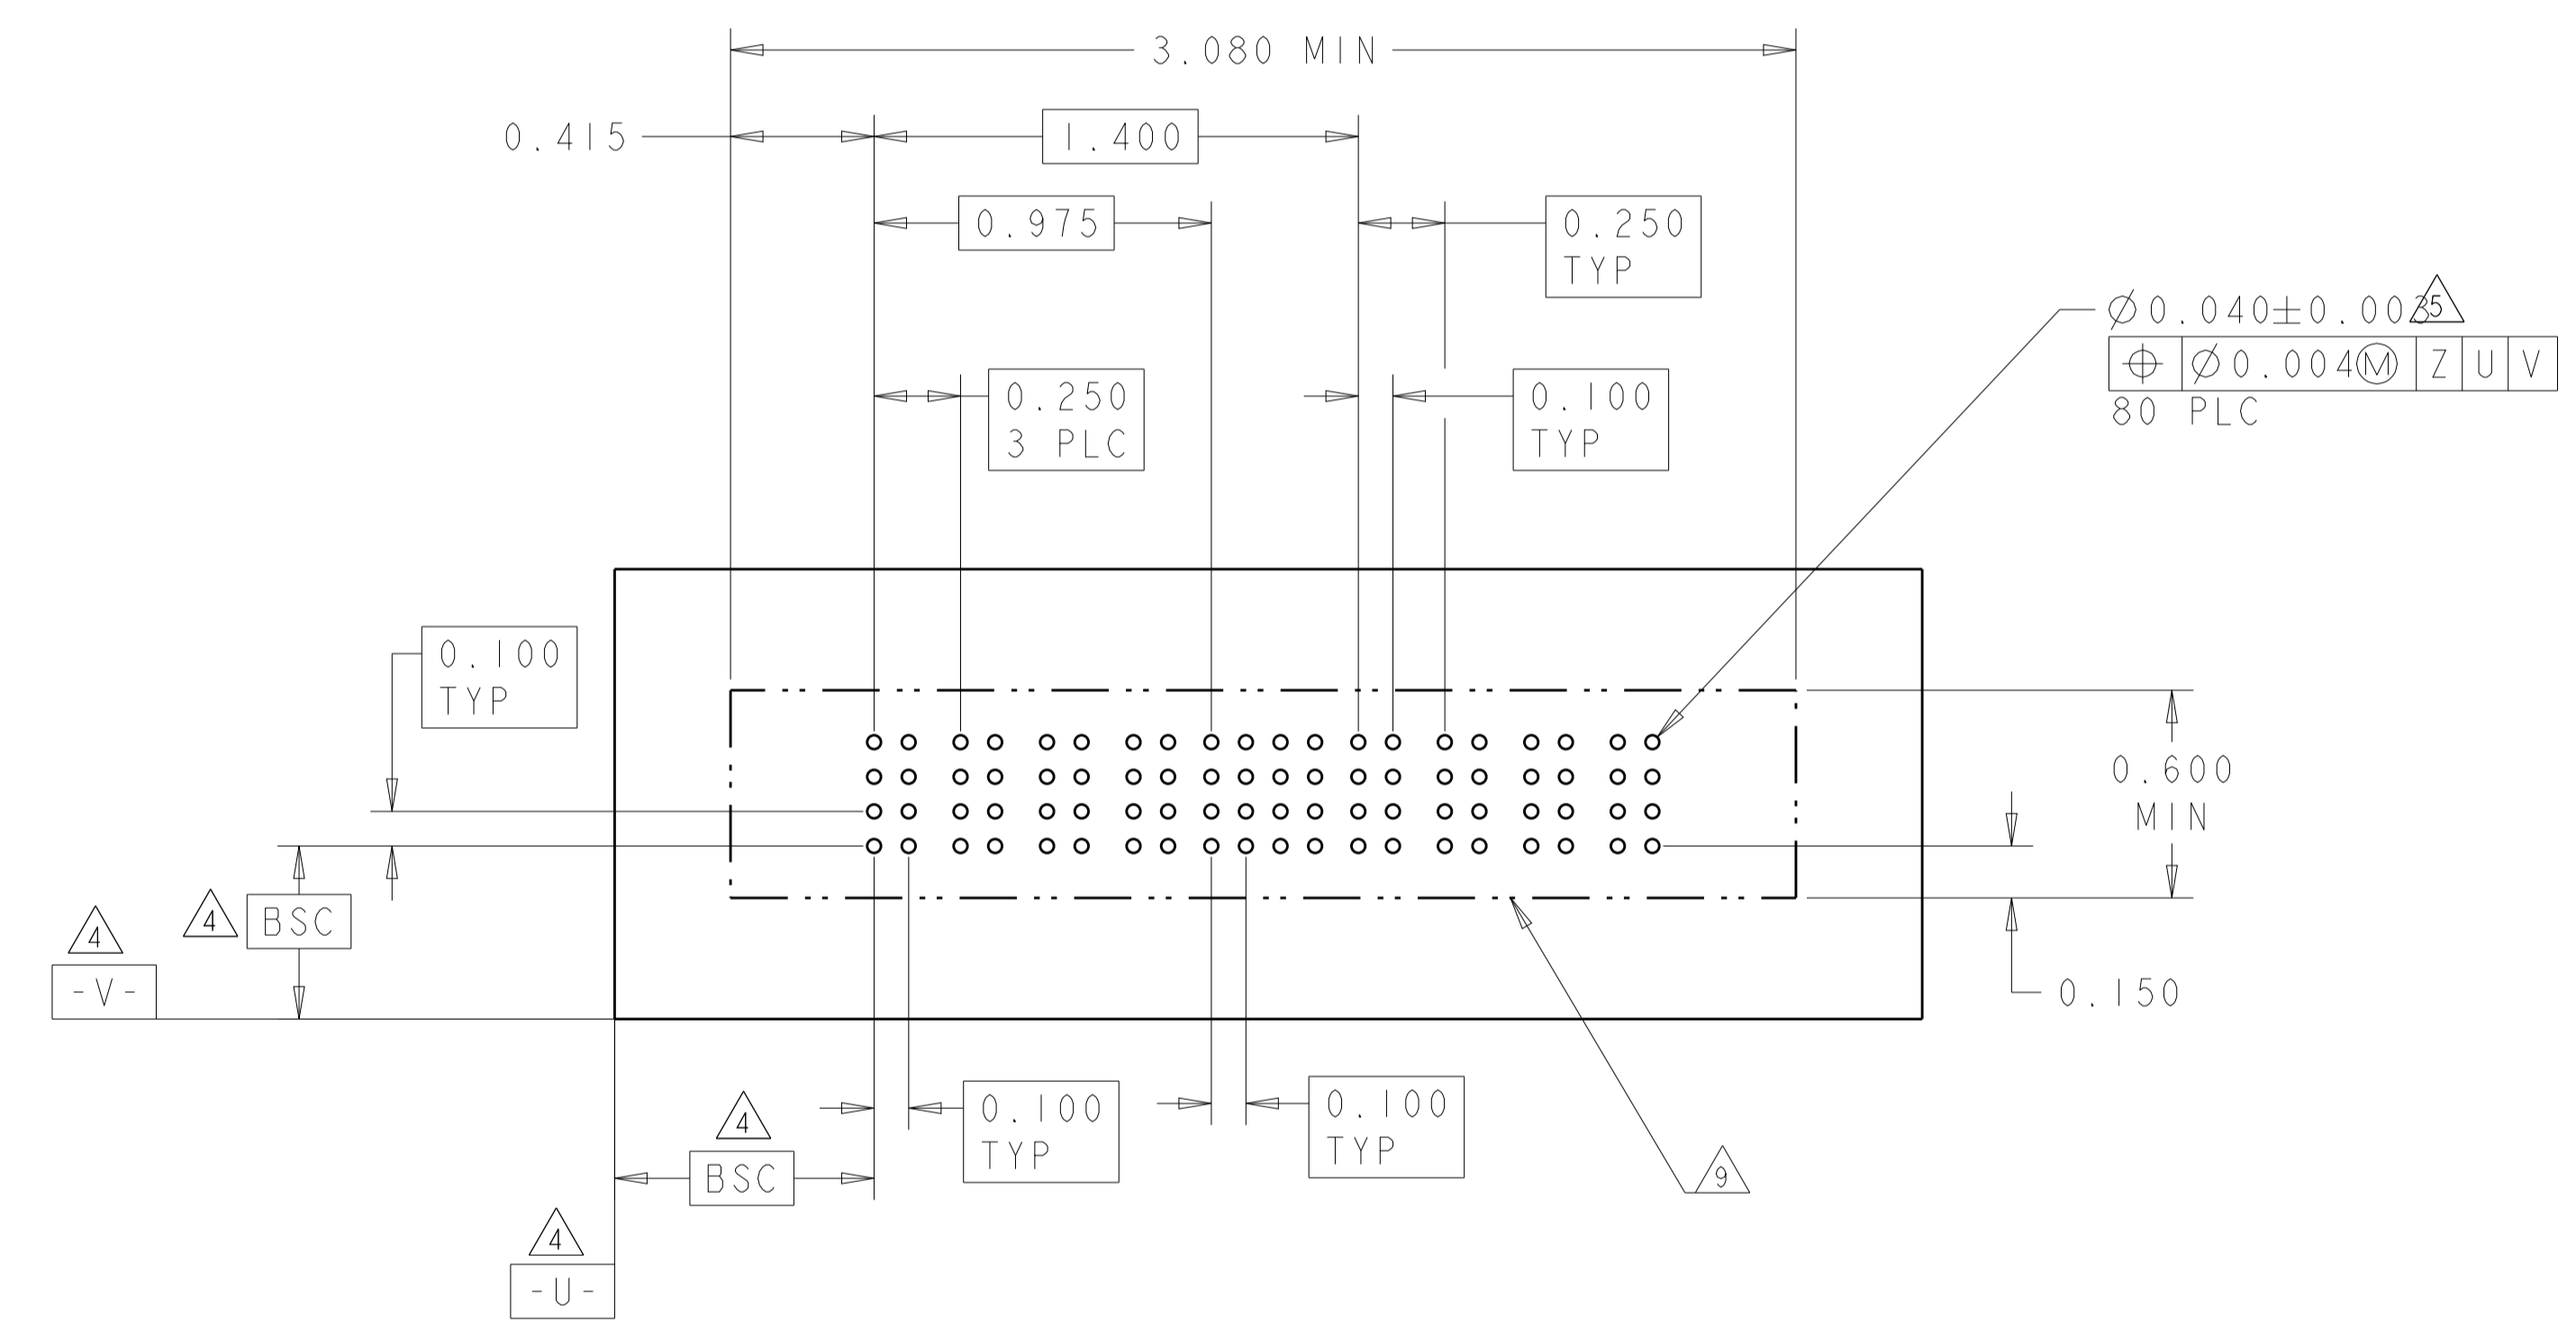 3.080 MIN
0.415
1.400
0.975
0.250
TYP
Ø0.040±0.003
5
⌖ Ø0.004Ⓜ Z U V
80 PLC
0.250
3 PLC
0.100
TYP
0.100
TYP
0.600
MIN
4
BSC
4
-V-
0.150
0.100
TYP
0.100
TYP
4
BSC
9
4
-U-